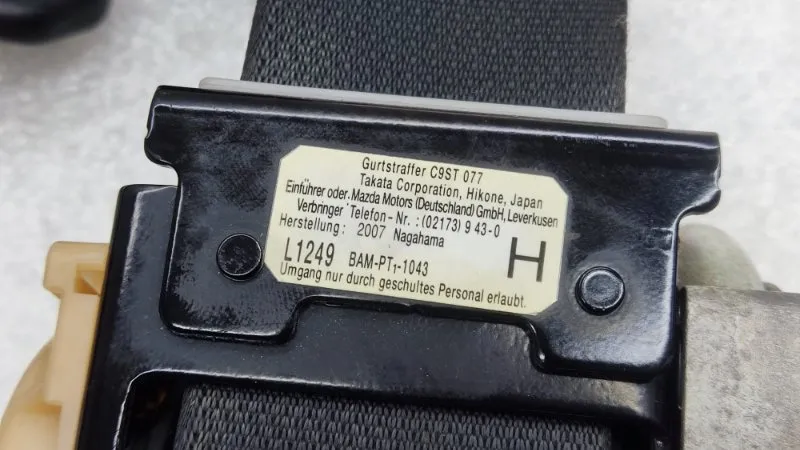 Gurtstraffer C9ST 077
Takata Corporation, Hikone, Japan
Einführer oder Mazda Motors (Deutschland) GmbH, Leverkusen
Verbringer Telefon-Nr. : (02173) 9 43-0
Herstellung: 2007 Nagahama
L1249 BAM-PT1-1043 H
Umgang nur durch geschultes Personal erlaubt.